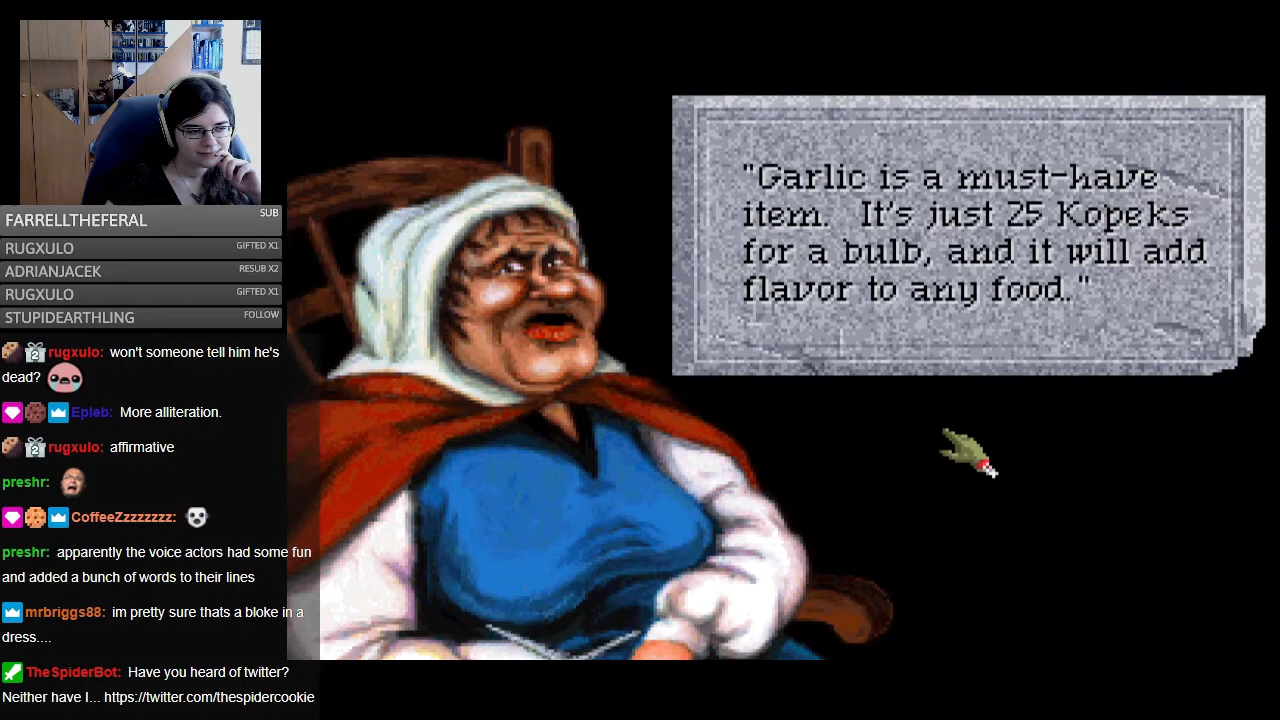 FARRELLTHEFERAL SUB
RUGXULO GIFTED X1
ADRIANJACEK RESUB X2
RUGXULO GIFTED X1
STUPIDEARTHLING FOLLOW
2 rugxulo: won't someone tell him he's
dead?
Epleb: More alliteration.
2 rugxulo: affirmative
preshr:
CoffeeZzzzzzzz:
preshr: apparently the voice actors had some fun
and added a bunch of words to their lines
mrbriggs88: im pretty sure thats a bloke in a
dress....
TheSpiderBot: Have you heard of twitter?
Neither have I... https://twitter.com/thespidercookie
"Garlic is a must-have
item. It's just 25 Kopeks
for a bulb, and it will add
flavor to any food."